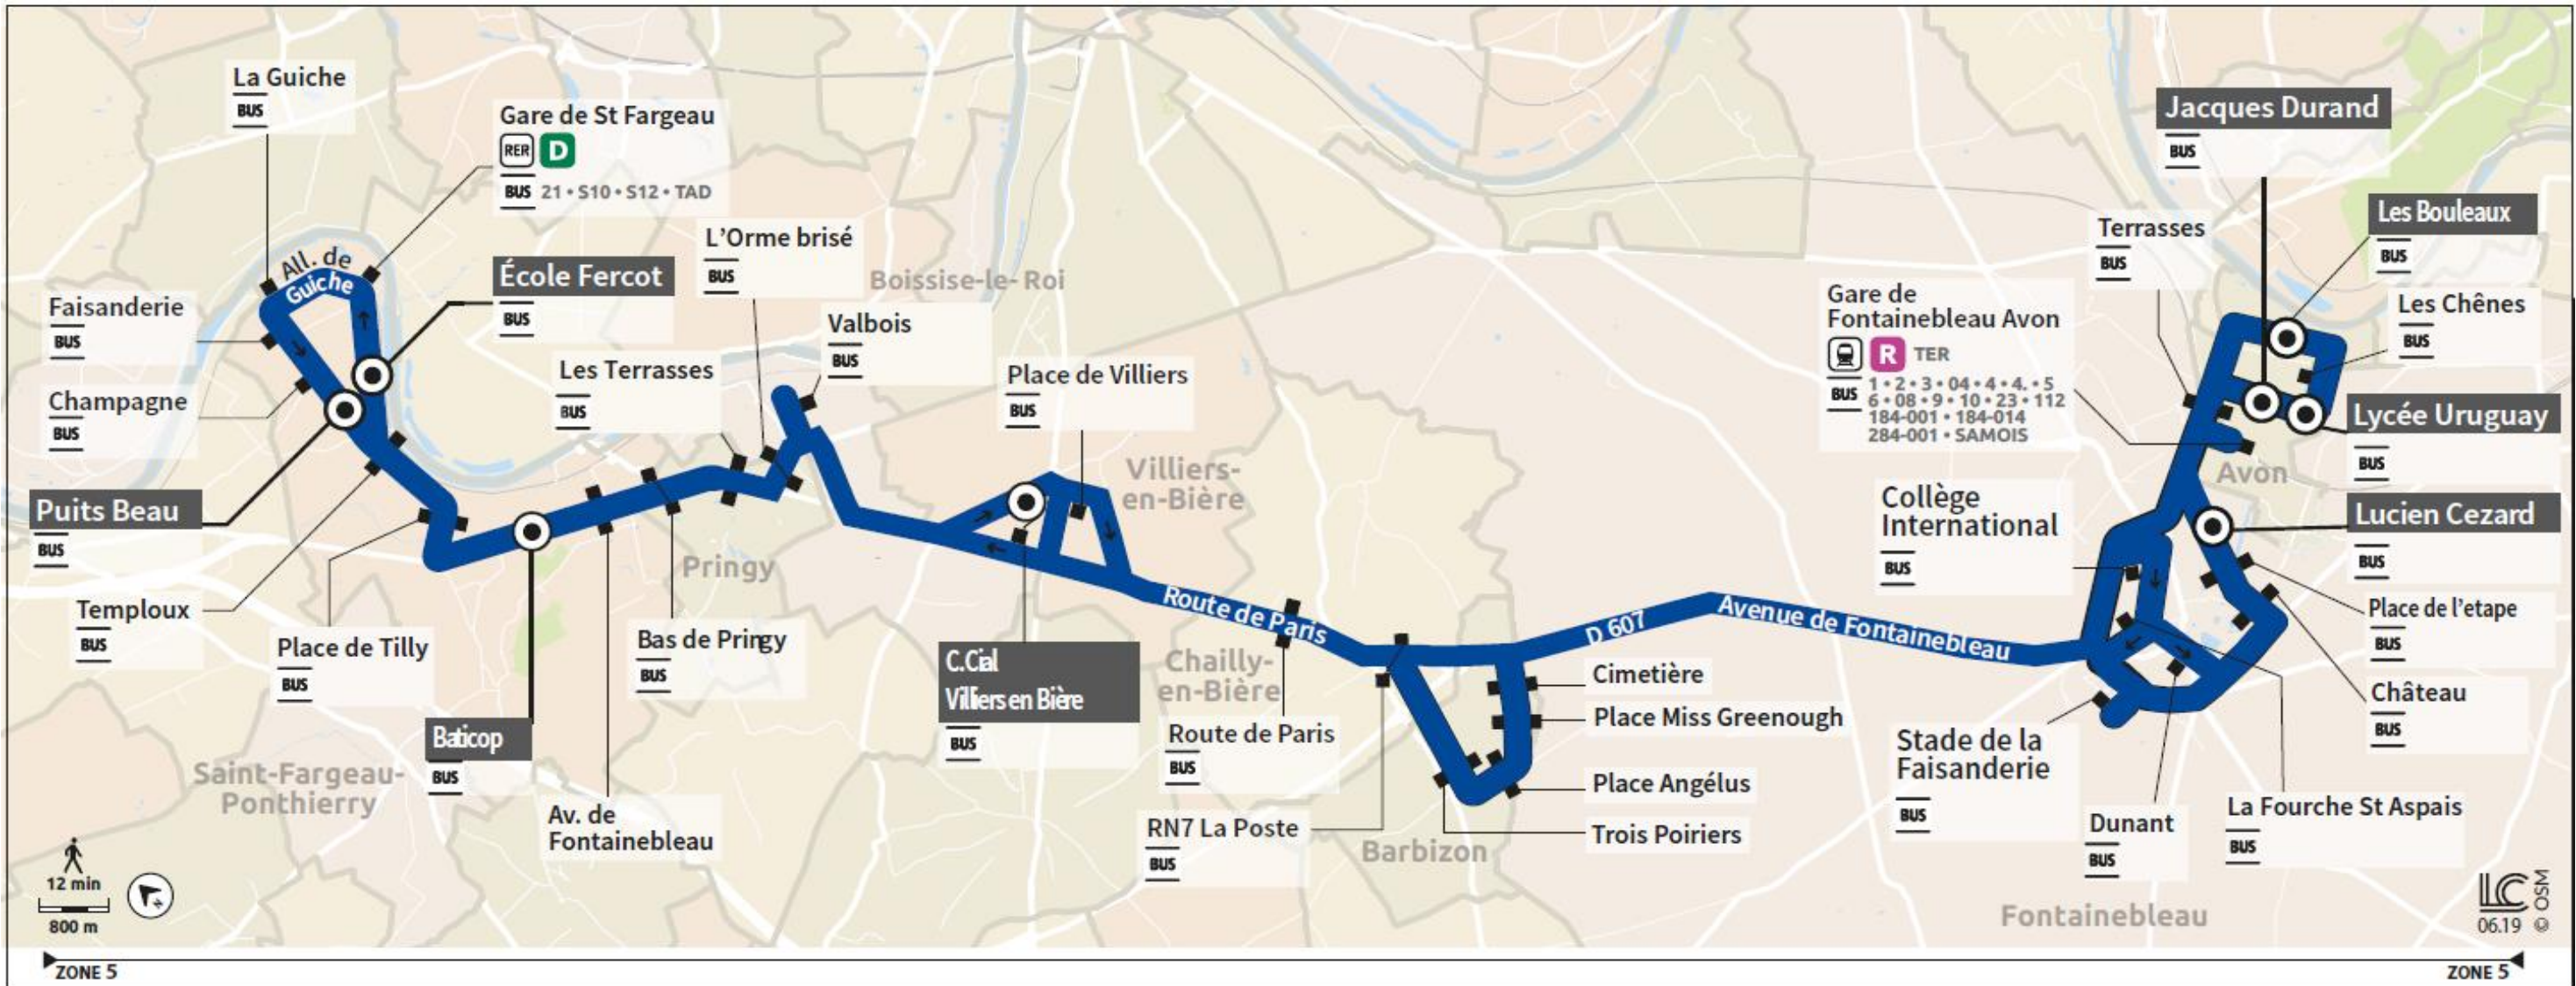 La Guiche
BUS
Gare de St Fargeau
RER D
BUS 21 • S10 • S12 • TAD
All. de
Guiche
Faisanderie
BUS
Champagne
BUS
École Fercot
BUS
L'Orme brisé
BUS
Boissise-le-Roi
Valbois
BUS
Les Terrasses
BUS
Place de Villiers
BUS
Villiers-
en-Bière
Puits Beau
BUS
Temploux
BUS
Place de Tilly
BUS
Baticop
BUS
Saint-Fargeau-
Ponthierry
Av. de
Fontainebleau
Pringy
Bas de Pringy
BUS
C.Cial
Villiers en Bière
BUS
Route de Paris
Chailly-
en-Bière
Route de Paris
BUS
RN7 La Poste
BUS
Barbizon
D 607
Avenue de Fontainebleau
Cimetière
Place Miss Greenough
Place Angélus
Trois Poiriers
Jacques Durand
BUS
Terrasses
BUS
Les Bouleaux
BUS
Les Chênes
BUS
Gare de
Fontainebleau Avon
R TER
BUS
1 • 2 • 3 • 04 • 4 • 4. • 5
6 • 08 • 9 • 10 • 23 • 112
184-001 • 184-014
284-001 • SAMOIS
Lycée Uruguay
BUS
Avon
Collège
International
BUS
Lucien Cezard
BUS
Place de l'etape
BUS
Château
BUS
Stade de la
Faisanderie
BUS
Dunant
BUS
La Fourche St Aspais
BUS
Fontainebleau
12 min
800 m
LC
06.19
© OSM
ZONE 5
ZONE 5